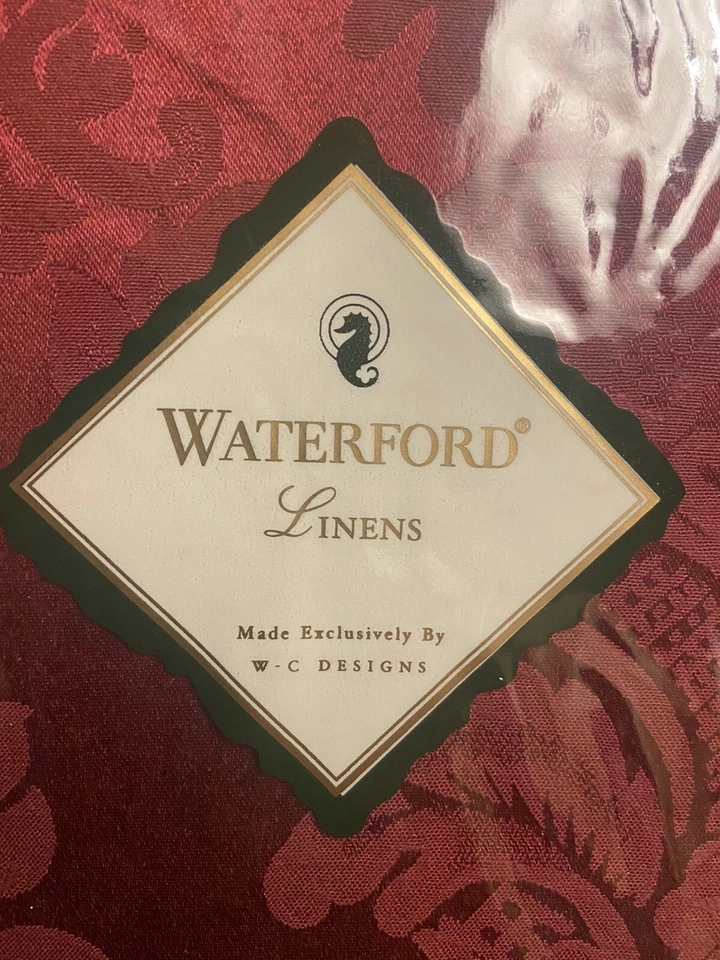 WATERFORD®
LINENS
Made Exclusively By
W-C DESIGNS